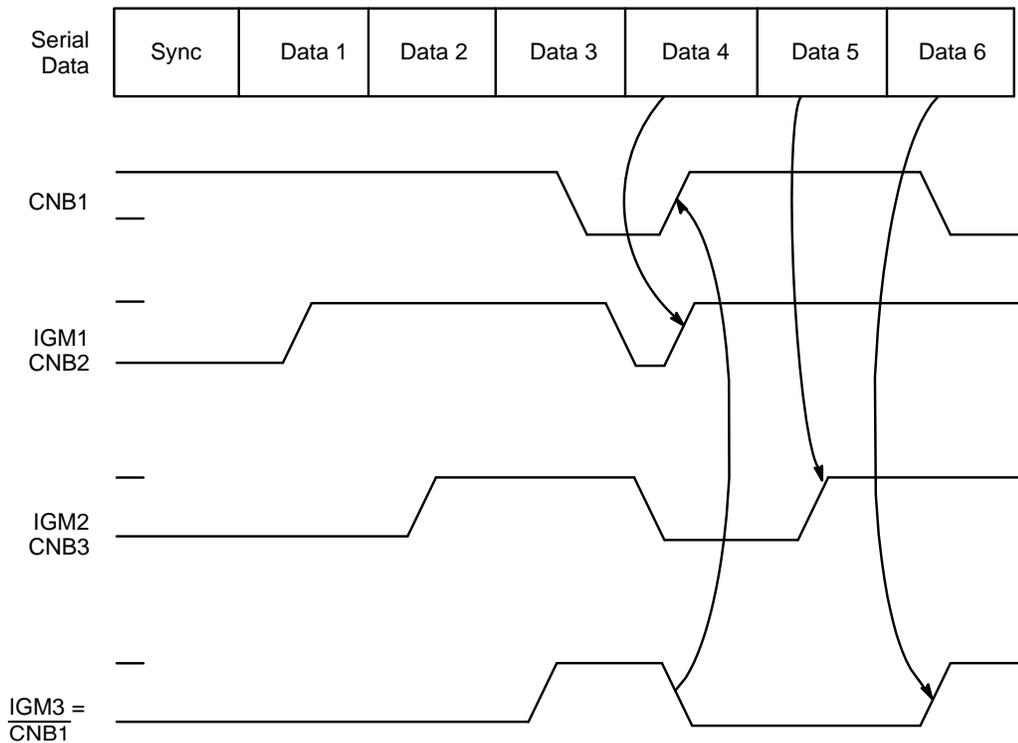 Serial
Data
Sync
Data 1
Data 2
Data 3
Data 4
Data 5
Data 6
CNB1
IGM1
CNB2
IGM2
CNB3
IGM3 =
CNB1